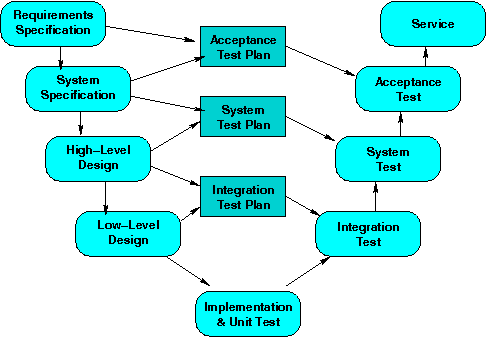 Requirements
Specification
Service
Acceptance
Test Plan
System
Specification
Acceptance
Test
System
Test Plan
High–Level
Design
System
Test
Integration
Test Plan
Low–Level
Design
Integration
Test
Implementation
& Unit Test